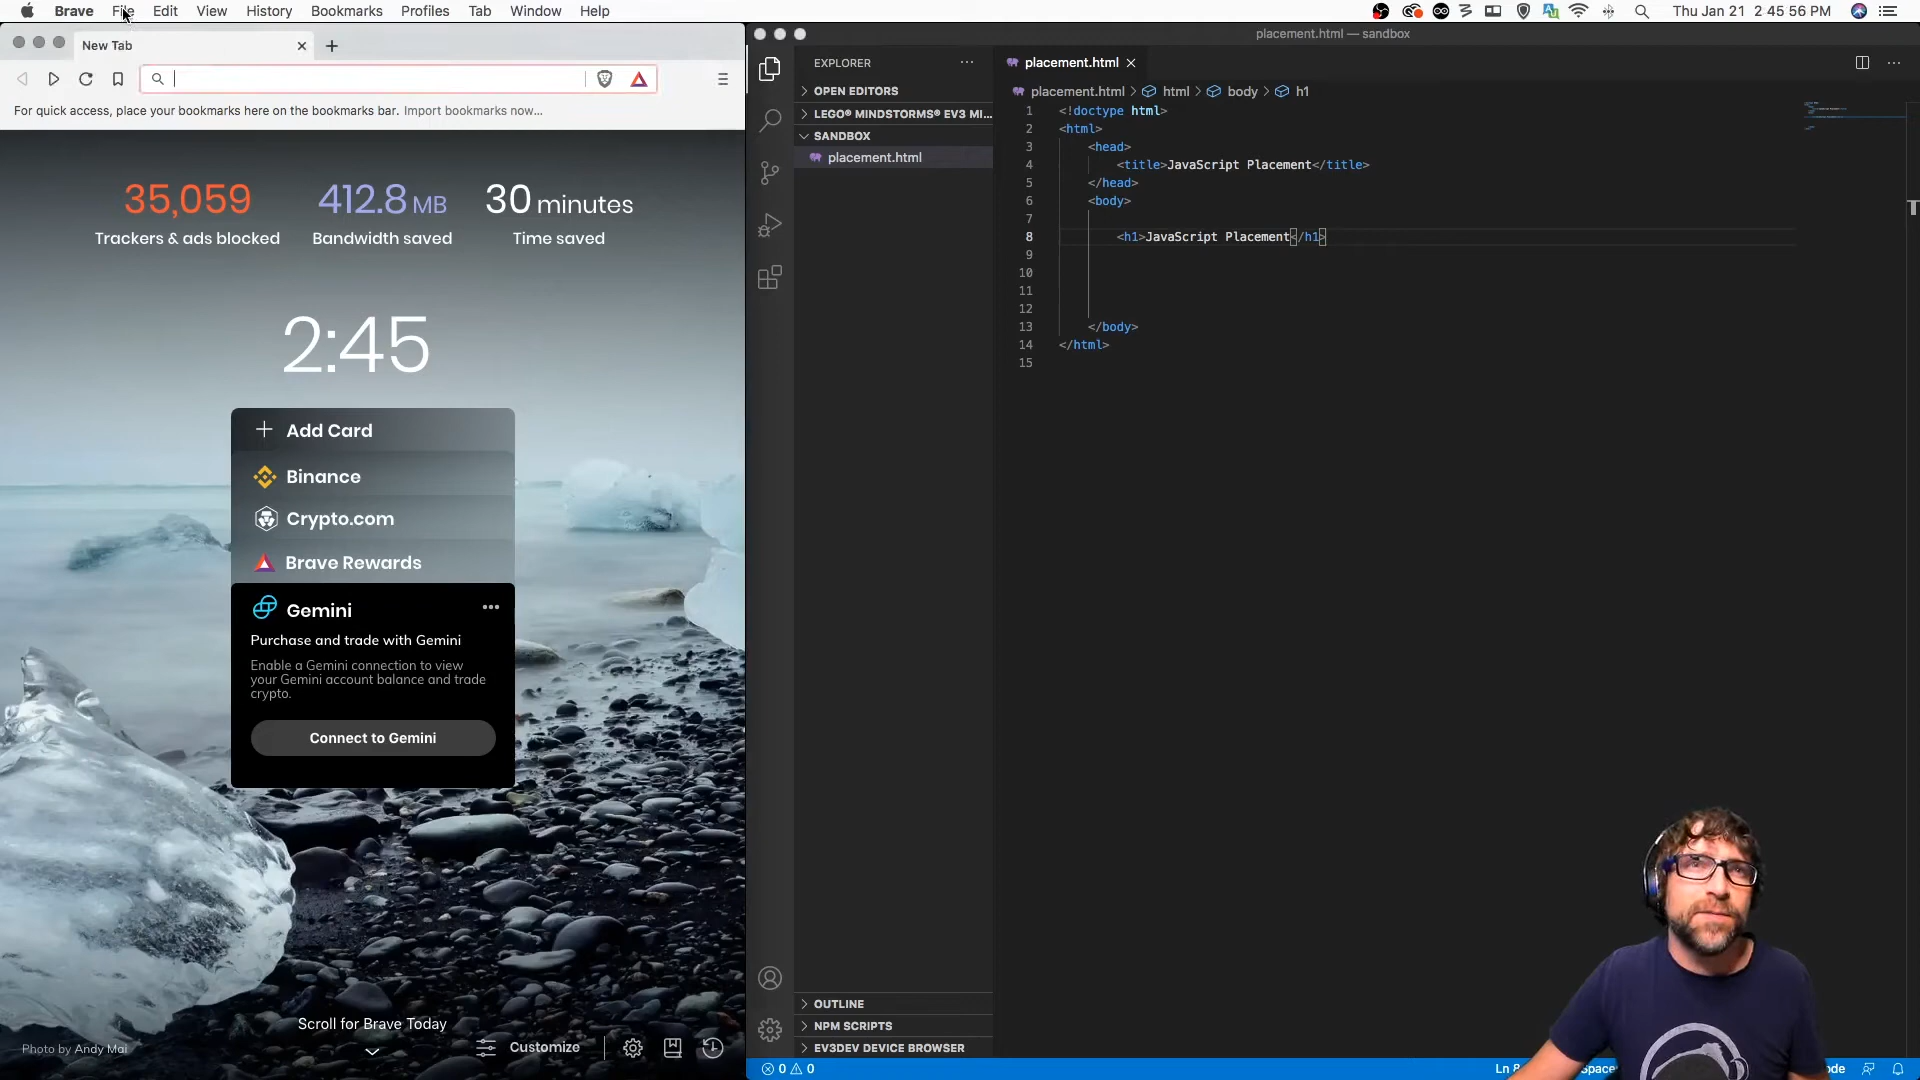 Brave File Edit View History Bookmarks Profiles Tab Window Help
Thu Jan 21 2:45:56 PM
New Tab
For quick access, place your bookmarks here on the bookmarks bar. Import bookmarks now...
35,059
Trackers & ads blocked
412.8 MB
Bandwidth saved
30 minutes
Time saved
2:45
Add Card
Binance
Crypto.com
Brave Rewards
Gemini
Purchase and trade with Gemini
Enable a Gemini connection to view
your Gemini account balance and trade
crypto.
Connect to Gemini
Scroll for Brave Today
Photo by Andy Mai
Customize
placement.html — sandbox
EXPLORER
OPEN EDITORS
LEGO® MINDSTORMS® EV3 MI...
SANDBOX
placement.html
OUTLINE
NPM SCRIPTS
EV3DEV DEVICE BROWSER
placement.html
placement.html > html > body > h1
1 <!doctype html>
2 <html>
3 <head>
4 <title>JavaScript Placement</title>
5 </head>
6 <body>
7
8 <h1>JavaScript Placement</h1>
9
10
11
12
13 </body>
14 </html>
15
0 0